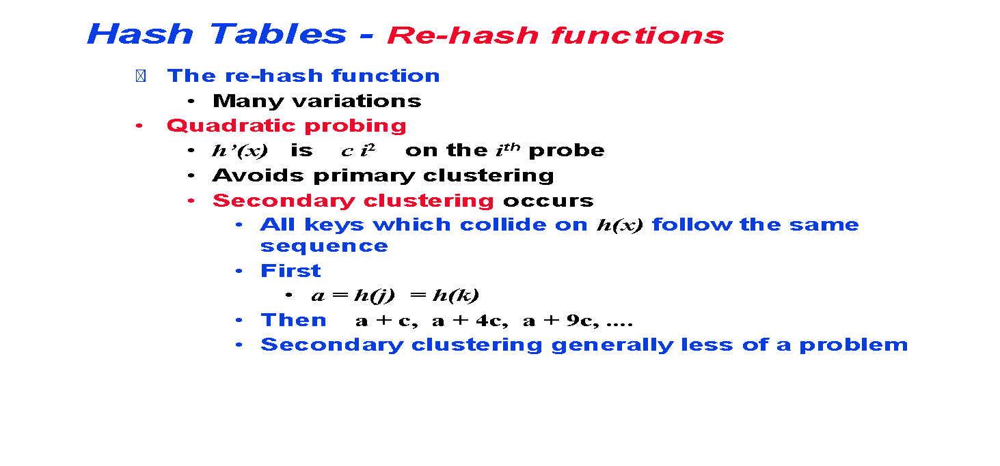 Hash Tables - Re-hash functions
The re-hash function
• Many variations
• Quadratic probing
• h’(x) is c i² on the iᵗʰ probe
• Avoids primary clustering
• Secondary clustering occurs
• All keys which collide on h(x) follow the same
sequence
• First
• a = h(j) = h(k)
• Then a + c, a + 4c, a + 9c, ....
• Secondary clustering generally less of a problem